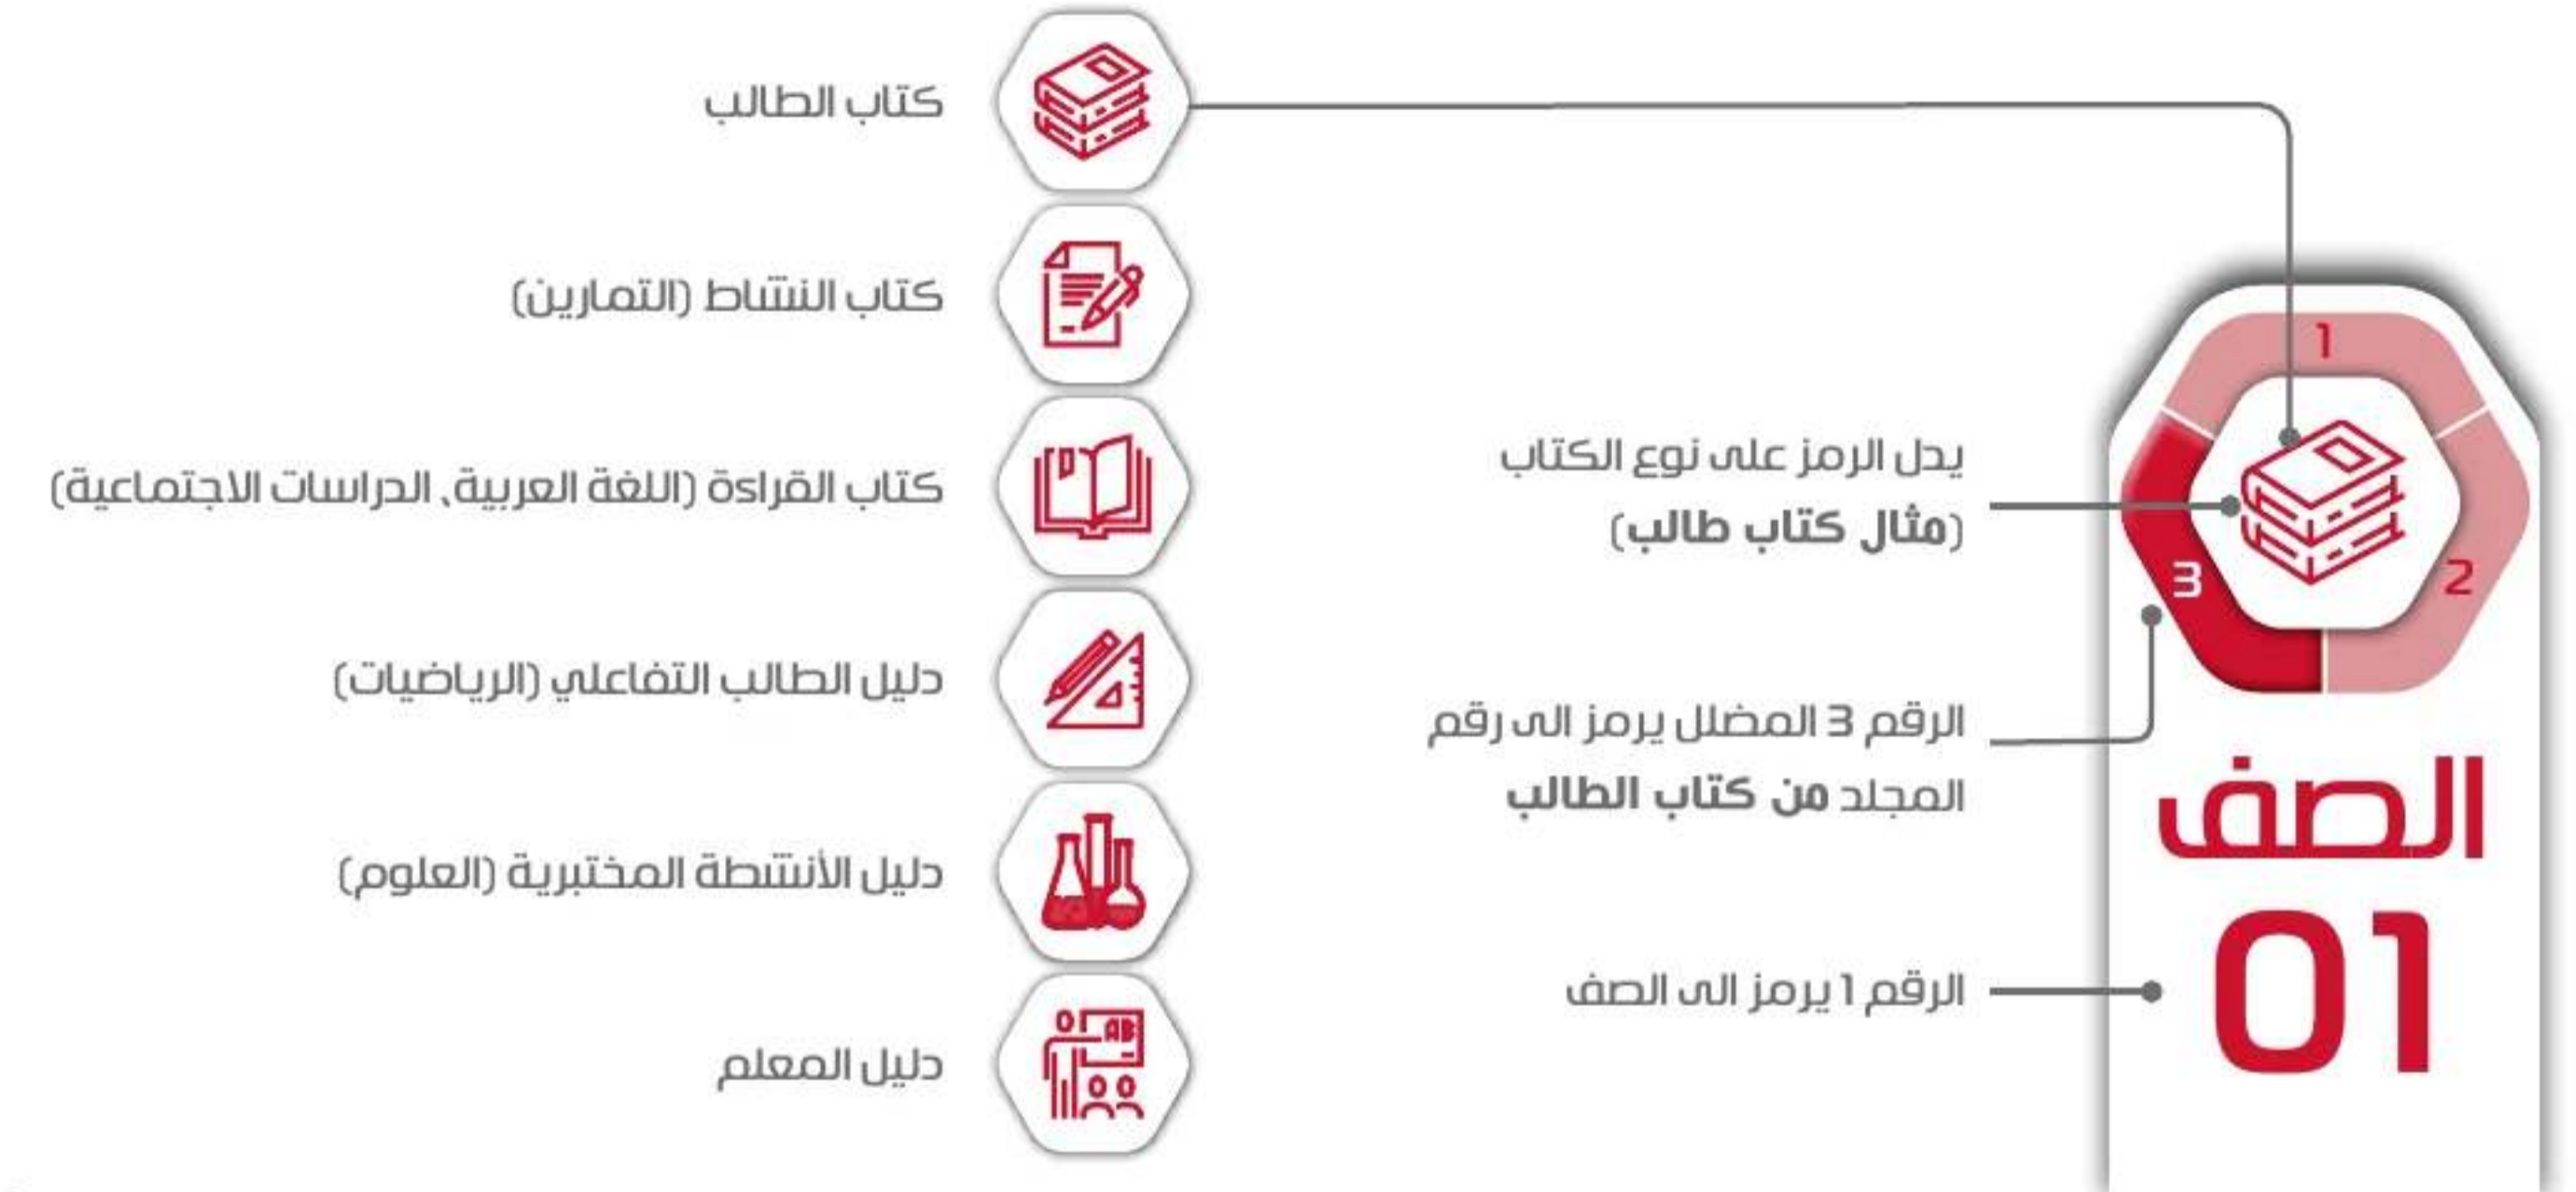 1
2
3
الصف
01
يدل الرمز على نوع الكتاب
(مثال كتاب طالب)
الرقم 3 المضلل يرمز الى رقم
المجلد من كتاب الطالب
الرقم 1 يرمز الى الصف
كتاب الطالب
كتاب النشاط (التمارين)
كتاب القراءة (اللغة العربية، الدراسات الاجتماعية)
دليل الطالب التفاعلي (الرياضيات)
دليل الأنشطة المختبرية (العلوم)
AB
دليل المعلم